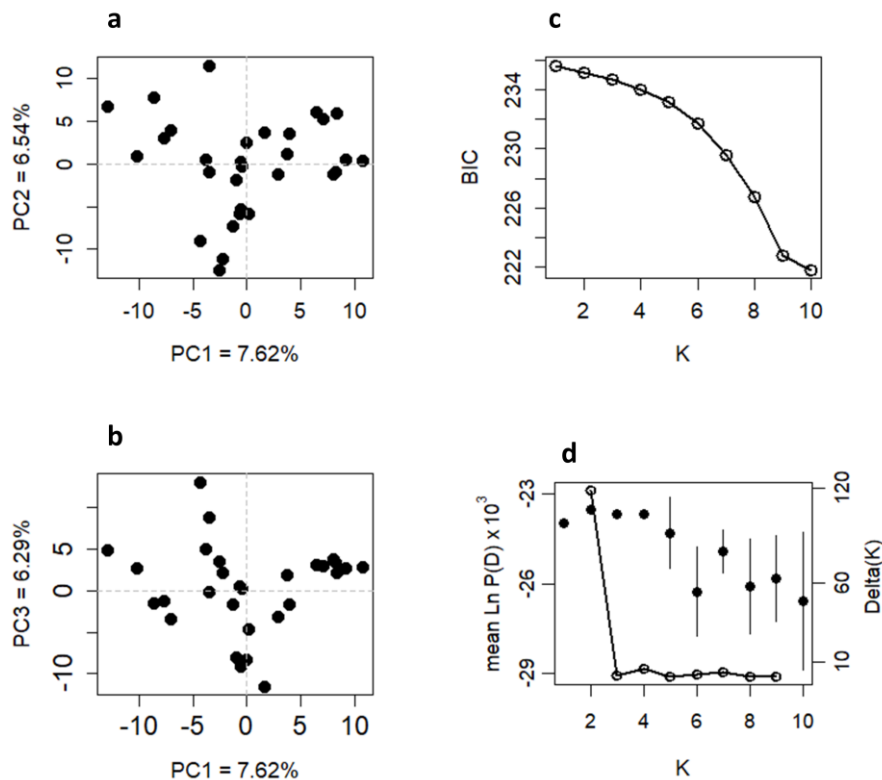 a
PC2 = 6.54%
10
5
0
-10
-10
-5
0
5
10
PC1 = 7.62%
c
BIC
234
230
226
222
2
4
6
8
10
K
b
PC3 = 6.29%
5
0
-10
-10
-5
0
5
10
PC1 = 7.62%
d
mean Ln P(D) x10³
-23
-26
-29
120
60
10
Delta(K)
2
4
6
8
10
K